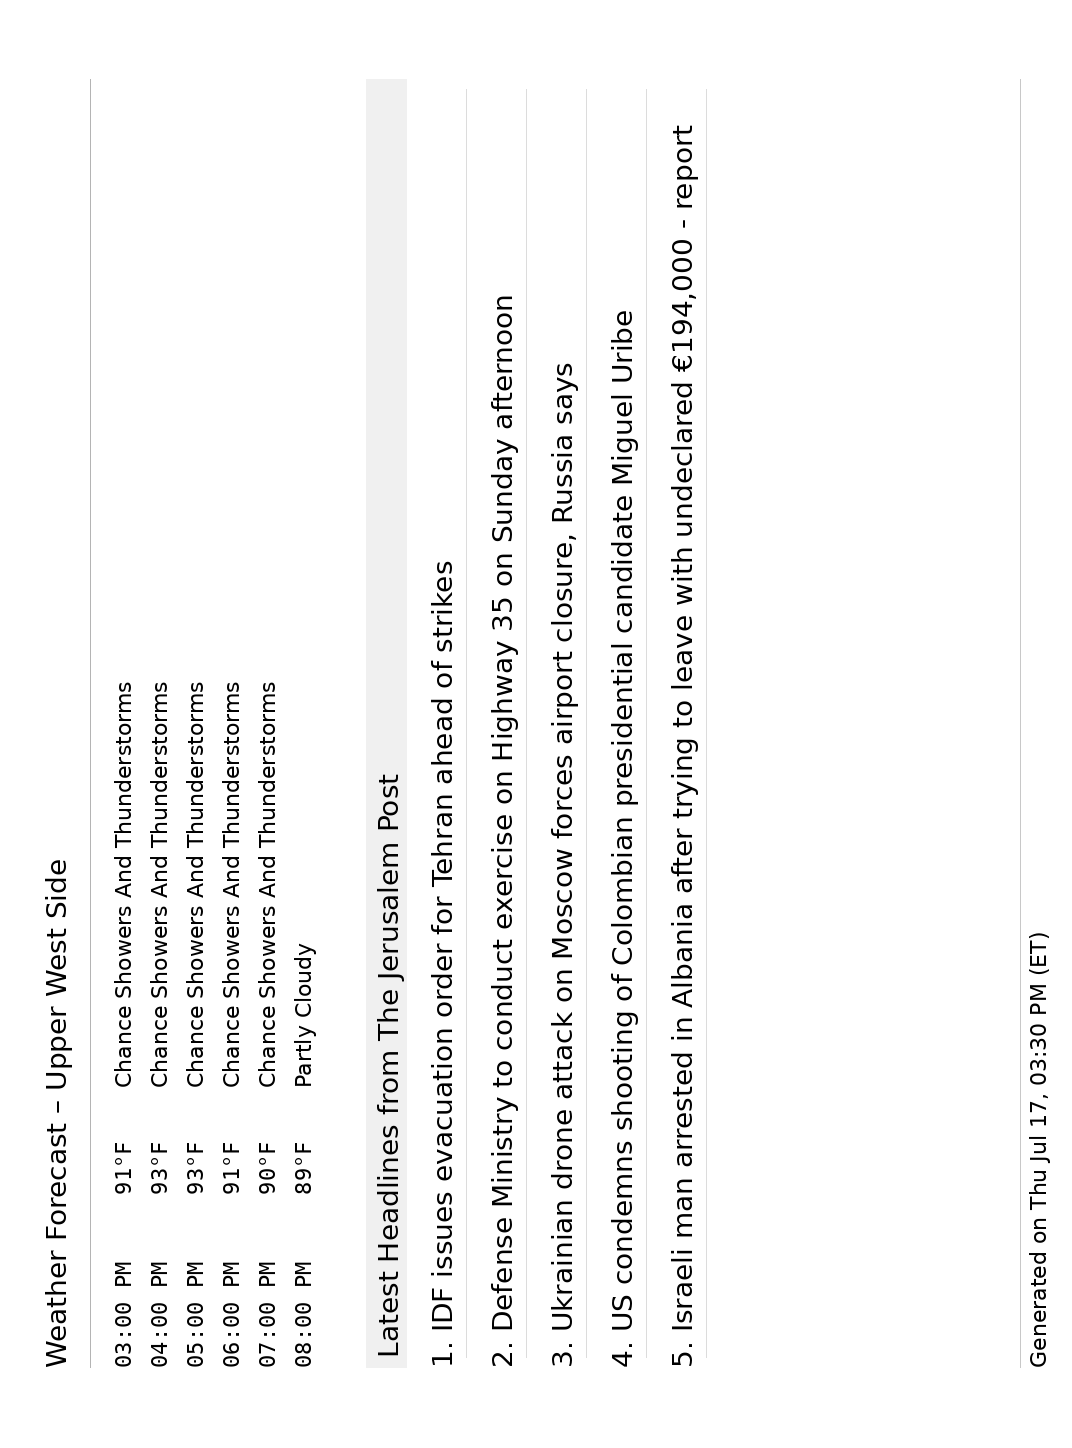 Weather Forecast – Upper West Side
03:00 PM 91°F Chance Showers And Thunderstorms
04:00 PM 93°F Chance Showers And Thunderstorms
05:00 PM 93°F Chance Showers And Thunderstorms
06:00 PM 91°F Chance Showers And Thunderstorms
07:00 PM 90°F Chance Showers And Thunderstorms
08:00 PM 89°F Partly Cloudy
Latest Headlines from The Jerusalem Post
1. IDF issues evacuation order for Tehran ahead of strikes
2. Defense Ministry to conduct exercise on Highway 35 on Sunday afternoon
3. Ukrainian drone attack on Moscow forces airport closure, Russia says
4. US condemns shooting of Colombian presidential candidate Miguel Uribe
5. Israeli man arrested in Albania after trying to leave with undeclared €194,000 - report
Generated on Thu Jul 17, 03:30 PM (ET)